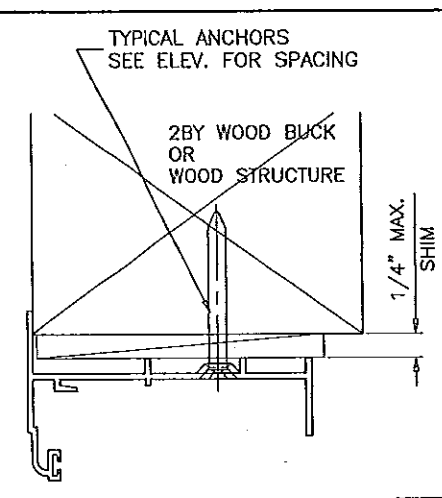 TYPICAL ANCHORS
SEE ELEV. FOR SPACING
2BY WOOD BUCK
OR
WOOD STRUCTURE
1/4" MAX.
SHIM